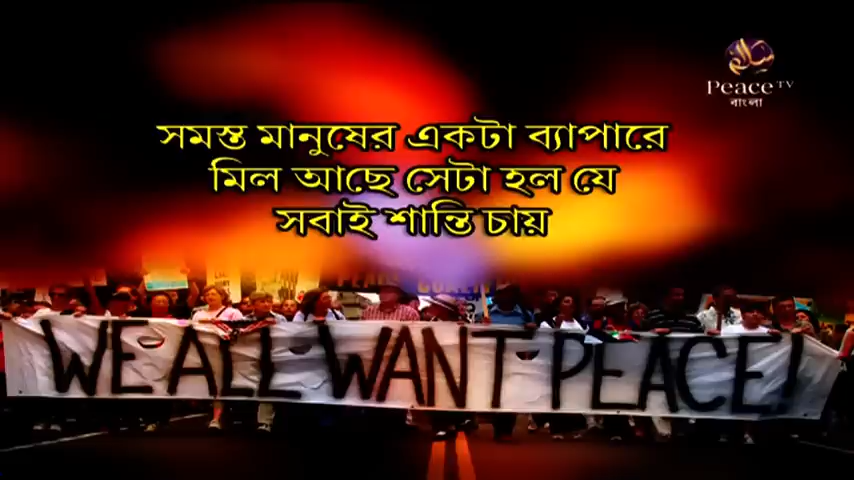 Peace TV
বাংলা
সমস্ত মানুষের একটা ব্যাপারে
মিল আছে সেটা হল যে
সবাই শান্তি চায়
WE ALL WANT PEACE!